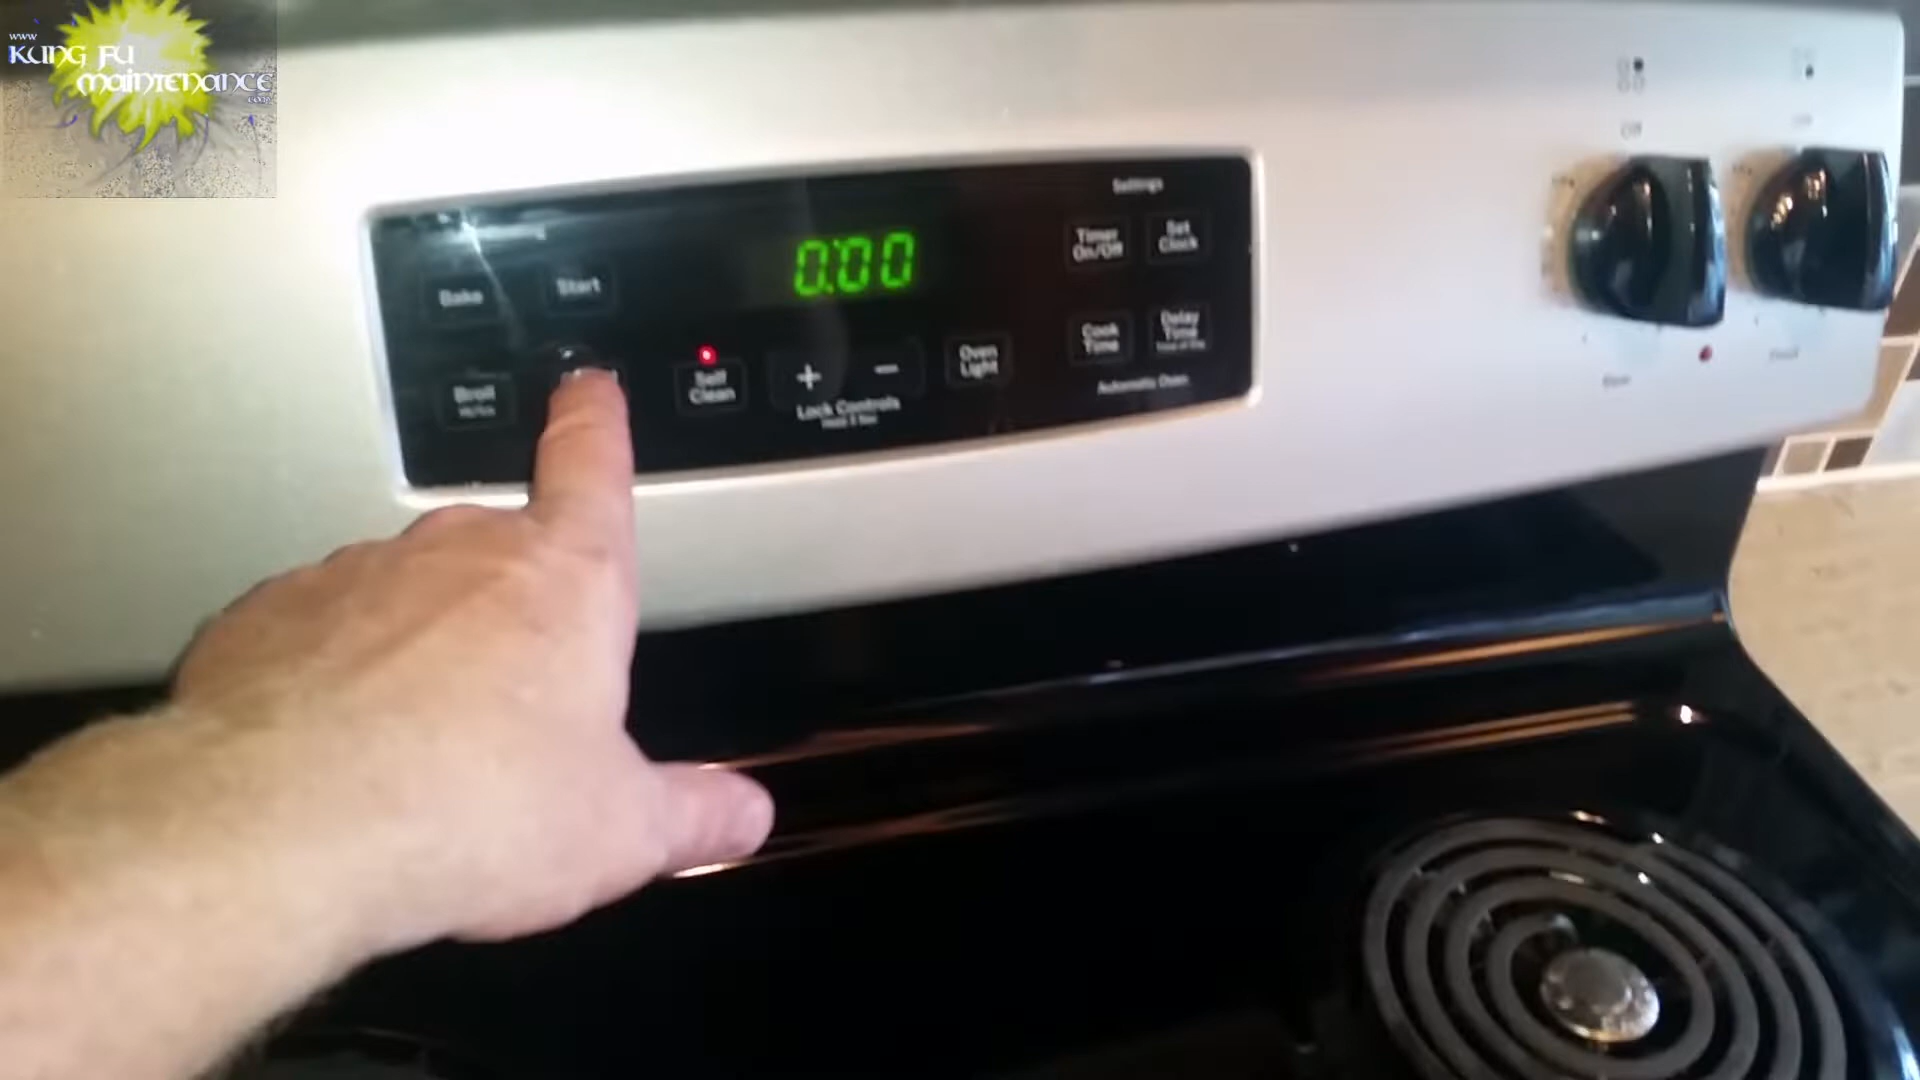 www
Kung Fu
Maintenance
.com
Settings
Timer
On/Off
Set
Clock
0:00
Bake
Start
Cook
Time
Delay
Time
Oven
Light
Self
Clean
+
−
Broil
Lock Controls
Automatic Oven
Off